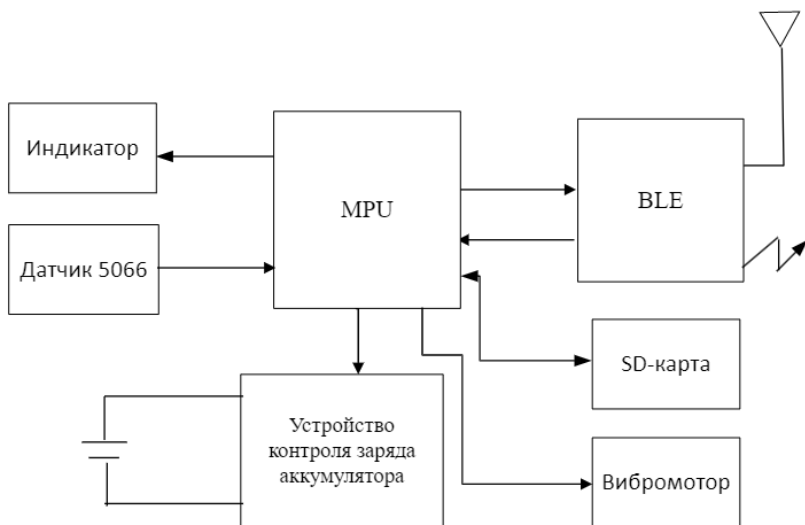 Индикатор
MPU
BLE
Датчик 5066
SD-карта
Устройство
контроля заряда
аккумулятора
Вибромотор